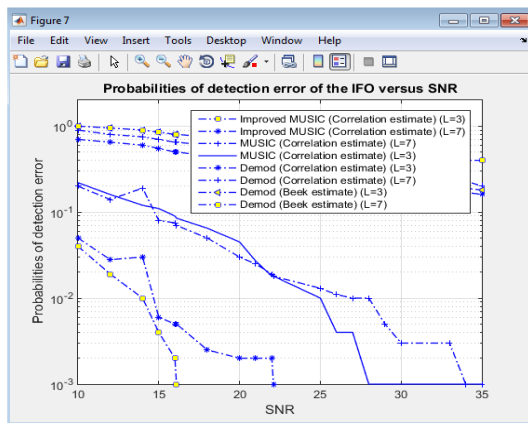 Figure 7
File Edit View Insert Tools Desktop Window Help
Probabilities of detection error of the IFO versus SNR
Improved MUSIC (Correlation estimate) (L=3)
Improved MUSIC (Correlation estimate) (L=7)
MUSIC (Correlation estimate) (L=7)
MUSIC (Correlation estimate) (L=3)
Demod (Correlation estimate) (L=3)
Demod (Correlation estimate) (L=7)
Demod (Beek estimate) (L=3)
Demod (Beek estimate) (L=7)
Probabilities of detection error
10^0
10^-1
10^-2
10^-3
10 15 20 25 30 35
SNR